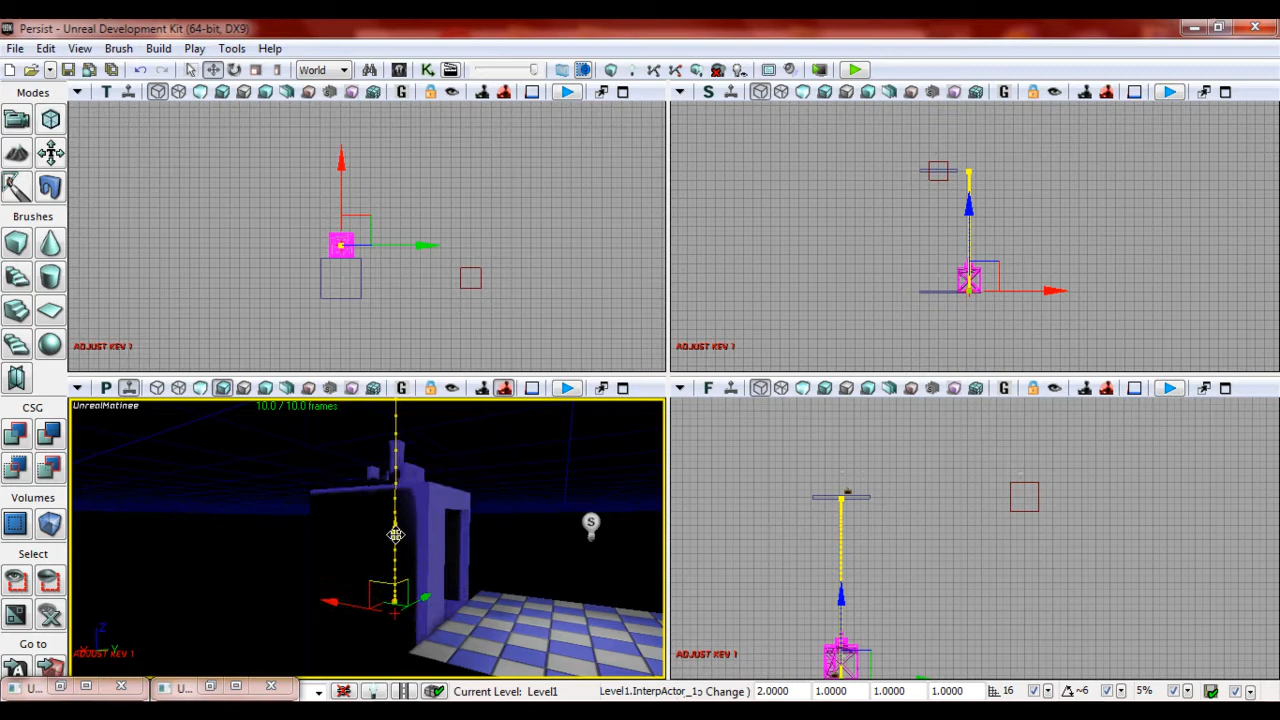 Persist - Unreal Development Kit (64-bit, DX9)
File Edit View Brush Build Play Tools Help
World
Modes
T G
S G
Brushes
ADJUST KEY 1
ADJUST KEY 1
P G
F G
UnrealMatinee
10.0 / 10.0 frames
CSG
Volumes
S
Select
Go to
Z
X Y
ADJUST KEY 1
ADJUST KEY 1
U... U...
Current Level: Level1 Level1.InterpActor_1 2.0000 1.0000 1.0000 1.0000 16 ~6 5%